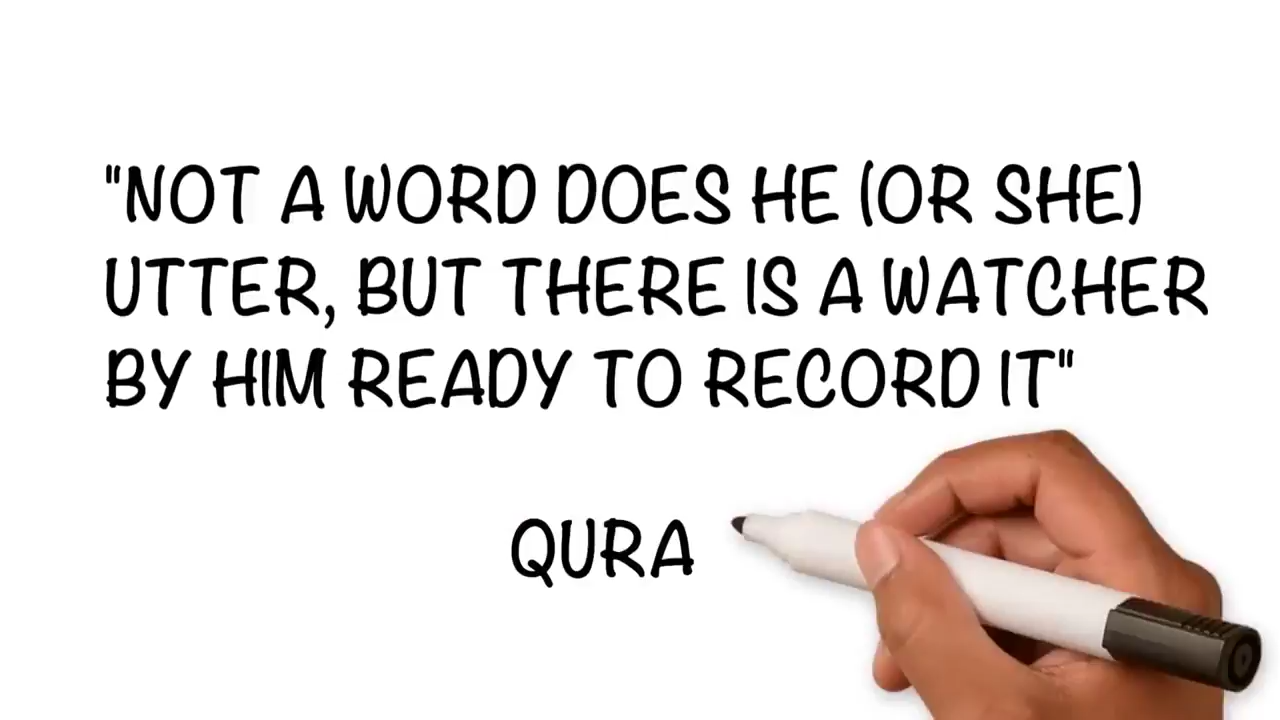 "NOT A WORD DOES HE (OR SHE)
UTTER, BUT THERE IS A WATCHER
BY HIM READY TO RECORD IT"
QURA